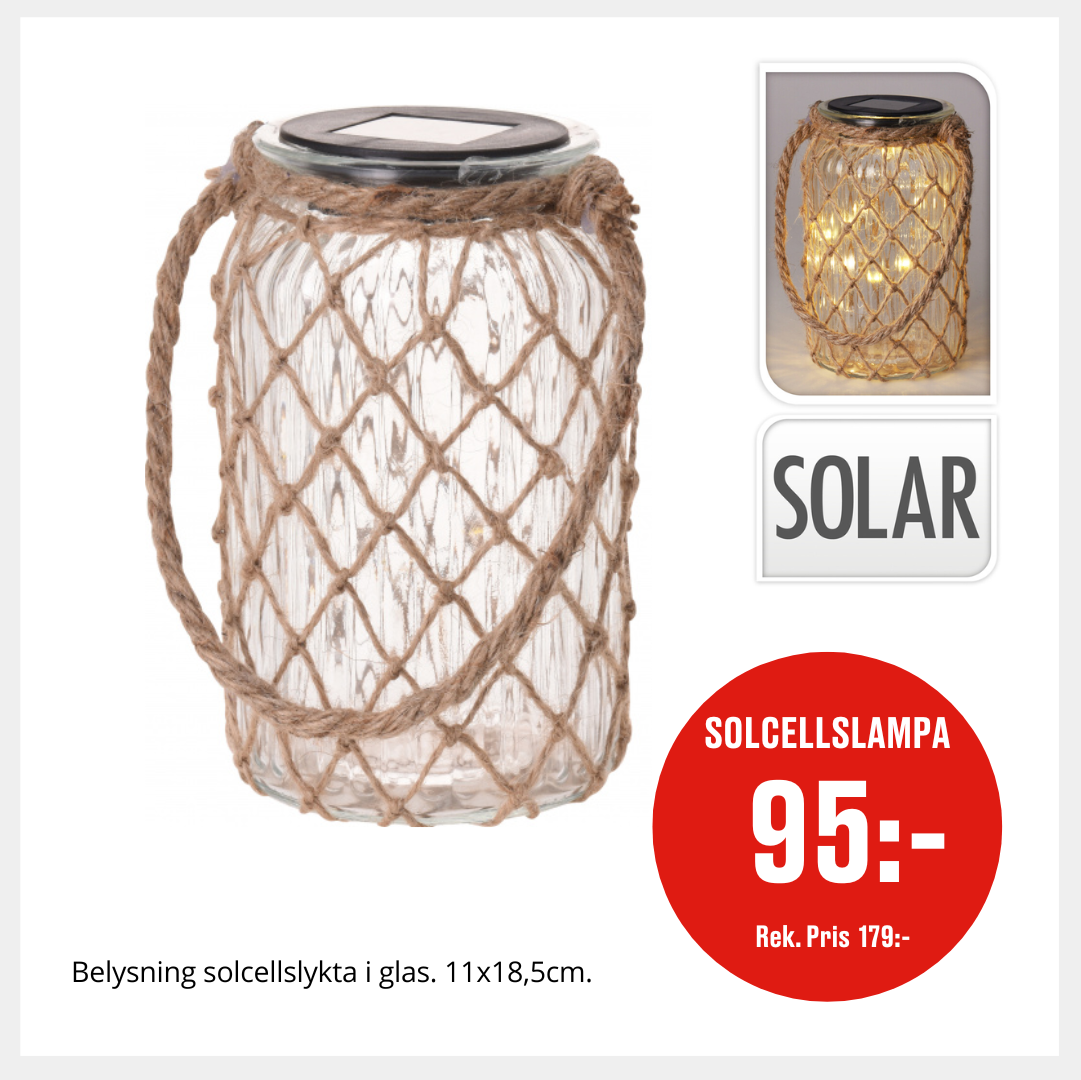 SOLAR
SOLCELLSLAMPA
95:-
Rek. Pris 179:-
Belysning solcellslykta i glas. 11x18,5cm.